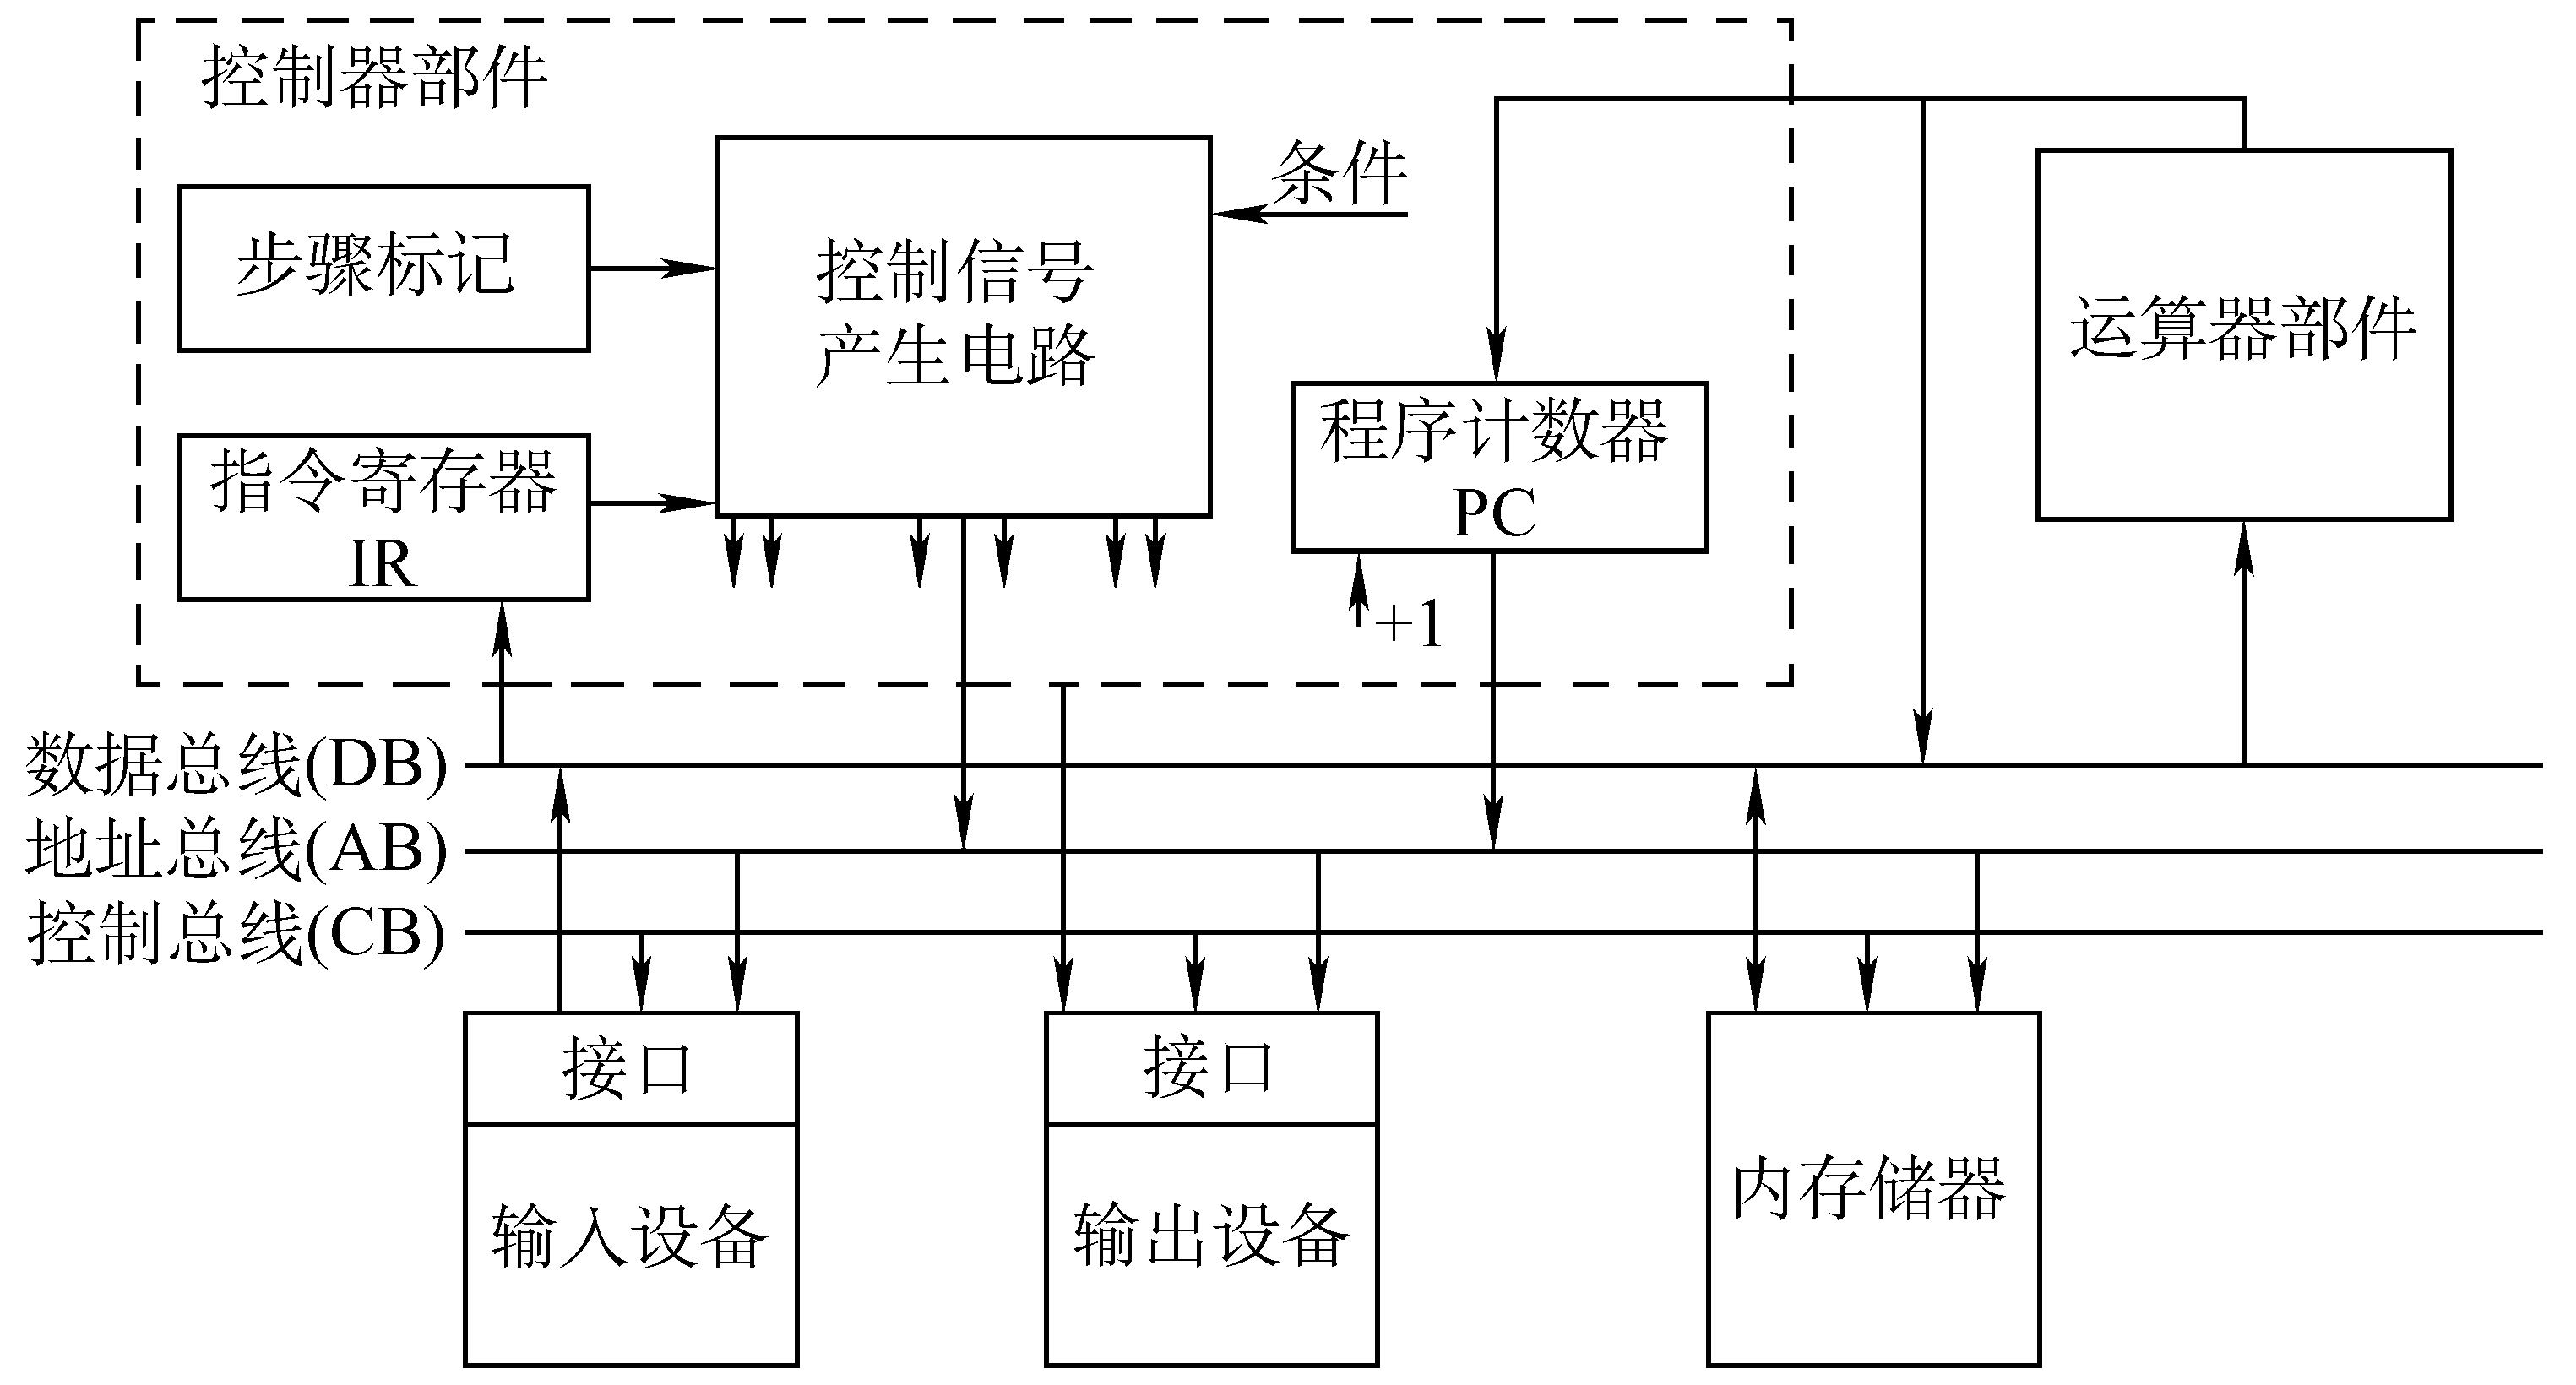 控制器部件
步骤标记
控制信号
产生电路
条件
运算器部件
指令寄存器
IR
程序计数器
PC
+1
数据总线(DB)
地址总线(AB)
控制总线(CB)
接口
输入设备
接口
输出设备
内存储器